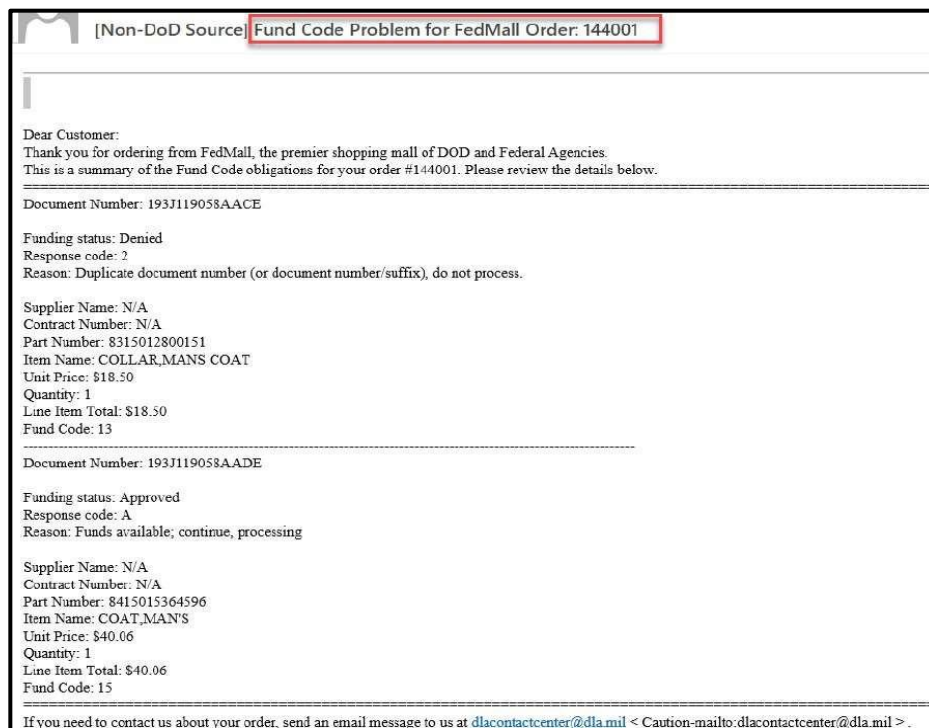 [Non-DoD Source] Fund Code Problem for FedMall Order: 144001
Dear Customer:
Thank you for ordering from FedMall, the premier shopping mall of DOD and Federal Agencies.
This is a summary of the Fund Code obligations for your order #144001. Please review the details below.
Document Number: 193J119058AACE
Funding status: Denied
Response code: 2
Reason: Duplicate document number (or document number/suffix), do not process.
Supplier Name: N/A
Contract Number: N/A
Part Number: 8315012800151
Item Name: COLLAR,MANS COAT
Unit Price: $18.50
Quantity: 1
Line Item Total: $18.50
Fund Code: 13
Document Number: 193J119058AADE
Funding status: Approved
Response code: A
Reason: Funds available; continue, processing
Supplier Name: N/A
Contract Number: N/A
Part Number: 8415015364596
Item Name: COAT,MAN'S
Unit Price: $40.06
Quantity: 1
Line Item Total: $40.06
Fund Code: 15
If you need to contact us about your order, send an email message to us at dlacontactcenter@dla.mil < Caution-mailto:dlacontactcenter@dla.mil > .